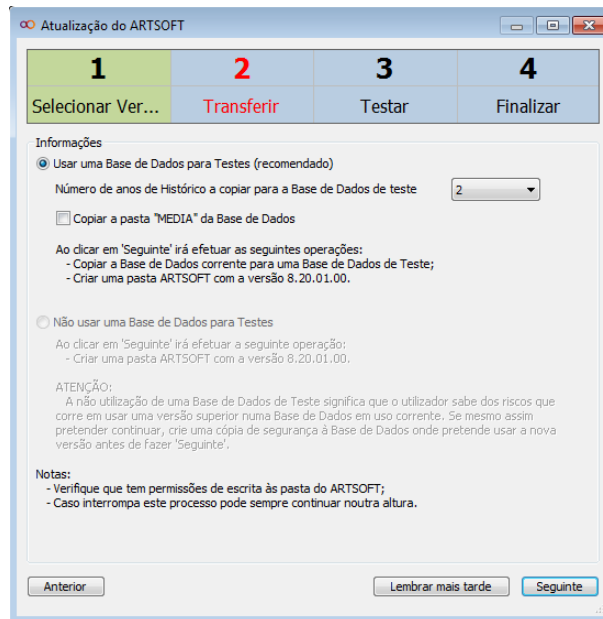 Atualização do ARTSOFT
1 2 3 4
Selecionar Ver... Transferir Testar Finalizar
Informações
Usar uma Base de Dados para Testes (recomendado)
Número de anos de Histórico a copiar para a Base de Dados de teste 2
Copiar a pasta "MEDIA" da Base de Dados
Ao clicar em 'Seguinte' irá efetuar as seguintes operações:
- Copiar a Base de Dados corrente para uma Base de Dados de Teste;
- Criar uma pasta ARTSOFT com a versão 8.20.01.00.
Não usar uma Base de Dados para Testes
Ao clicar em 'Seguinte' irá efetuar a seguinte operação:
- Criar uma pasta ARTSOFT com a versão 8.20.01.00.
ATENÇÃO:
A não utilização de uma Base de Dados de Teste significa que o utilizador sabe dos riscos que
corre em usar uma versão superior numa Base de Dados em uso corrente. Se mesmo assim
pretender continuar, crie uma cópia de segurança à Base de Dados onde pretende usar a nova
versão antes de fazer 'Seguinte'.
Notas:
- Verifique que tem permissões de escrita às pasta do ARTSOFT;
- Caso interrompa este processo pode sempre continuar noutra altura.
Anterior Lembrar mais tarde Seguinte